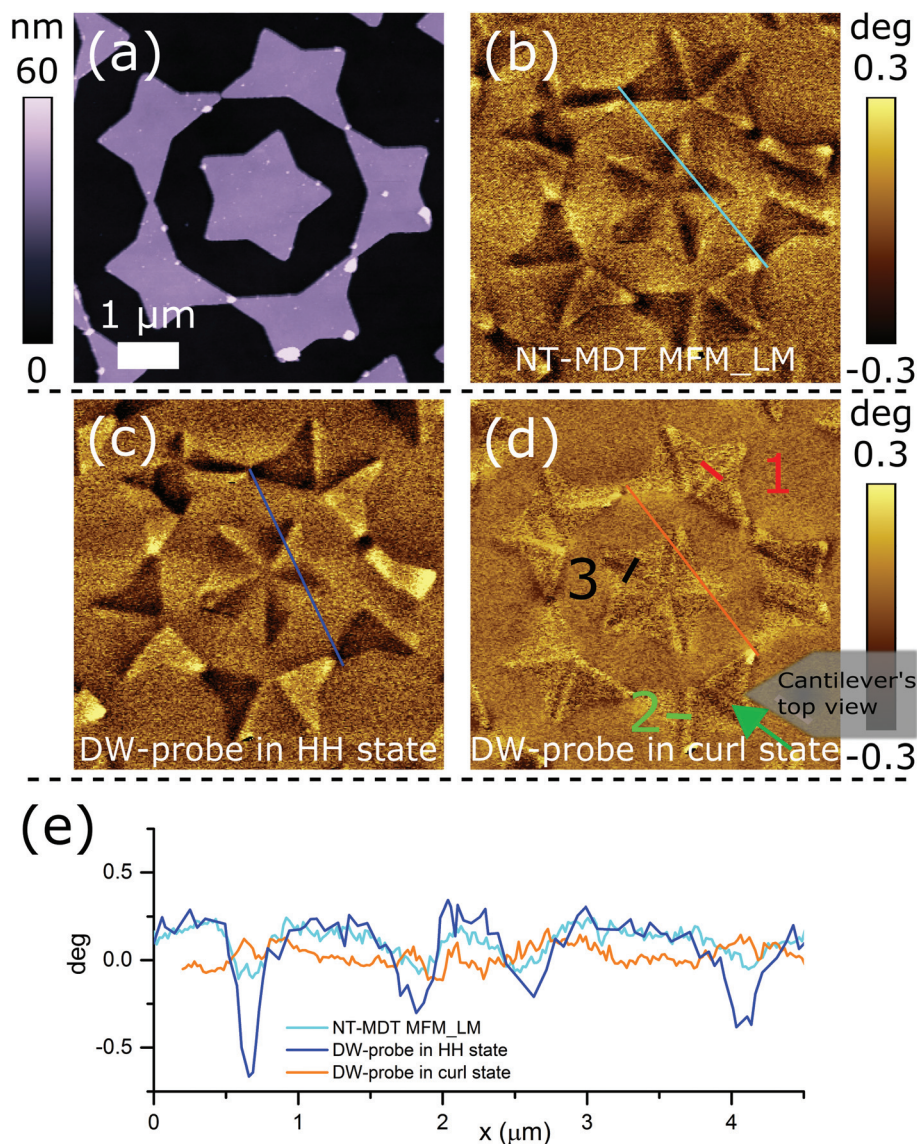 nm
60
0
(a)
1 μm
(b)
NT-MDT MFM_LM
deg
0.3
-0.3
(c)
DW-probe in HH state
(d)
1
3
2
Cantilever's
top view
DW-probe in curl state
deg
0.3
-0.3
(e)
deg
0.5
0.0
-0.5
NT-MDT MFM_LM
DW-probe in HH state
DW-probe in curl state
0 1 2 3 4
x (μm)